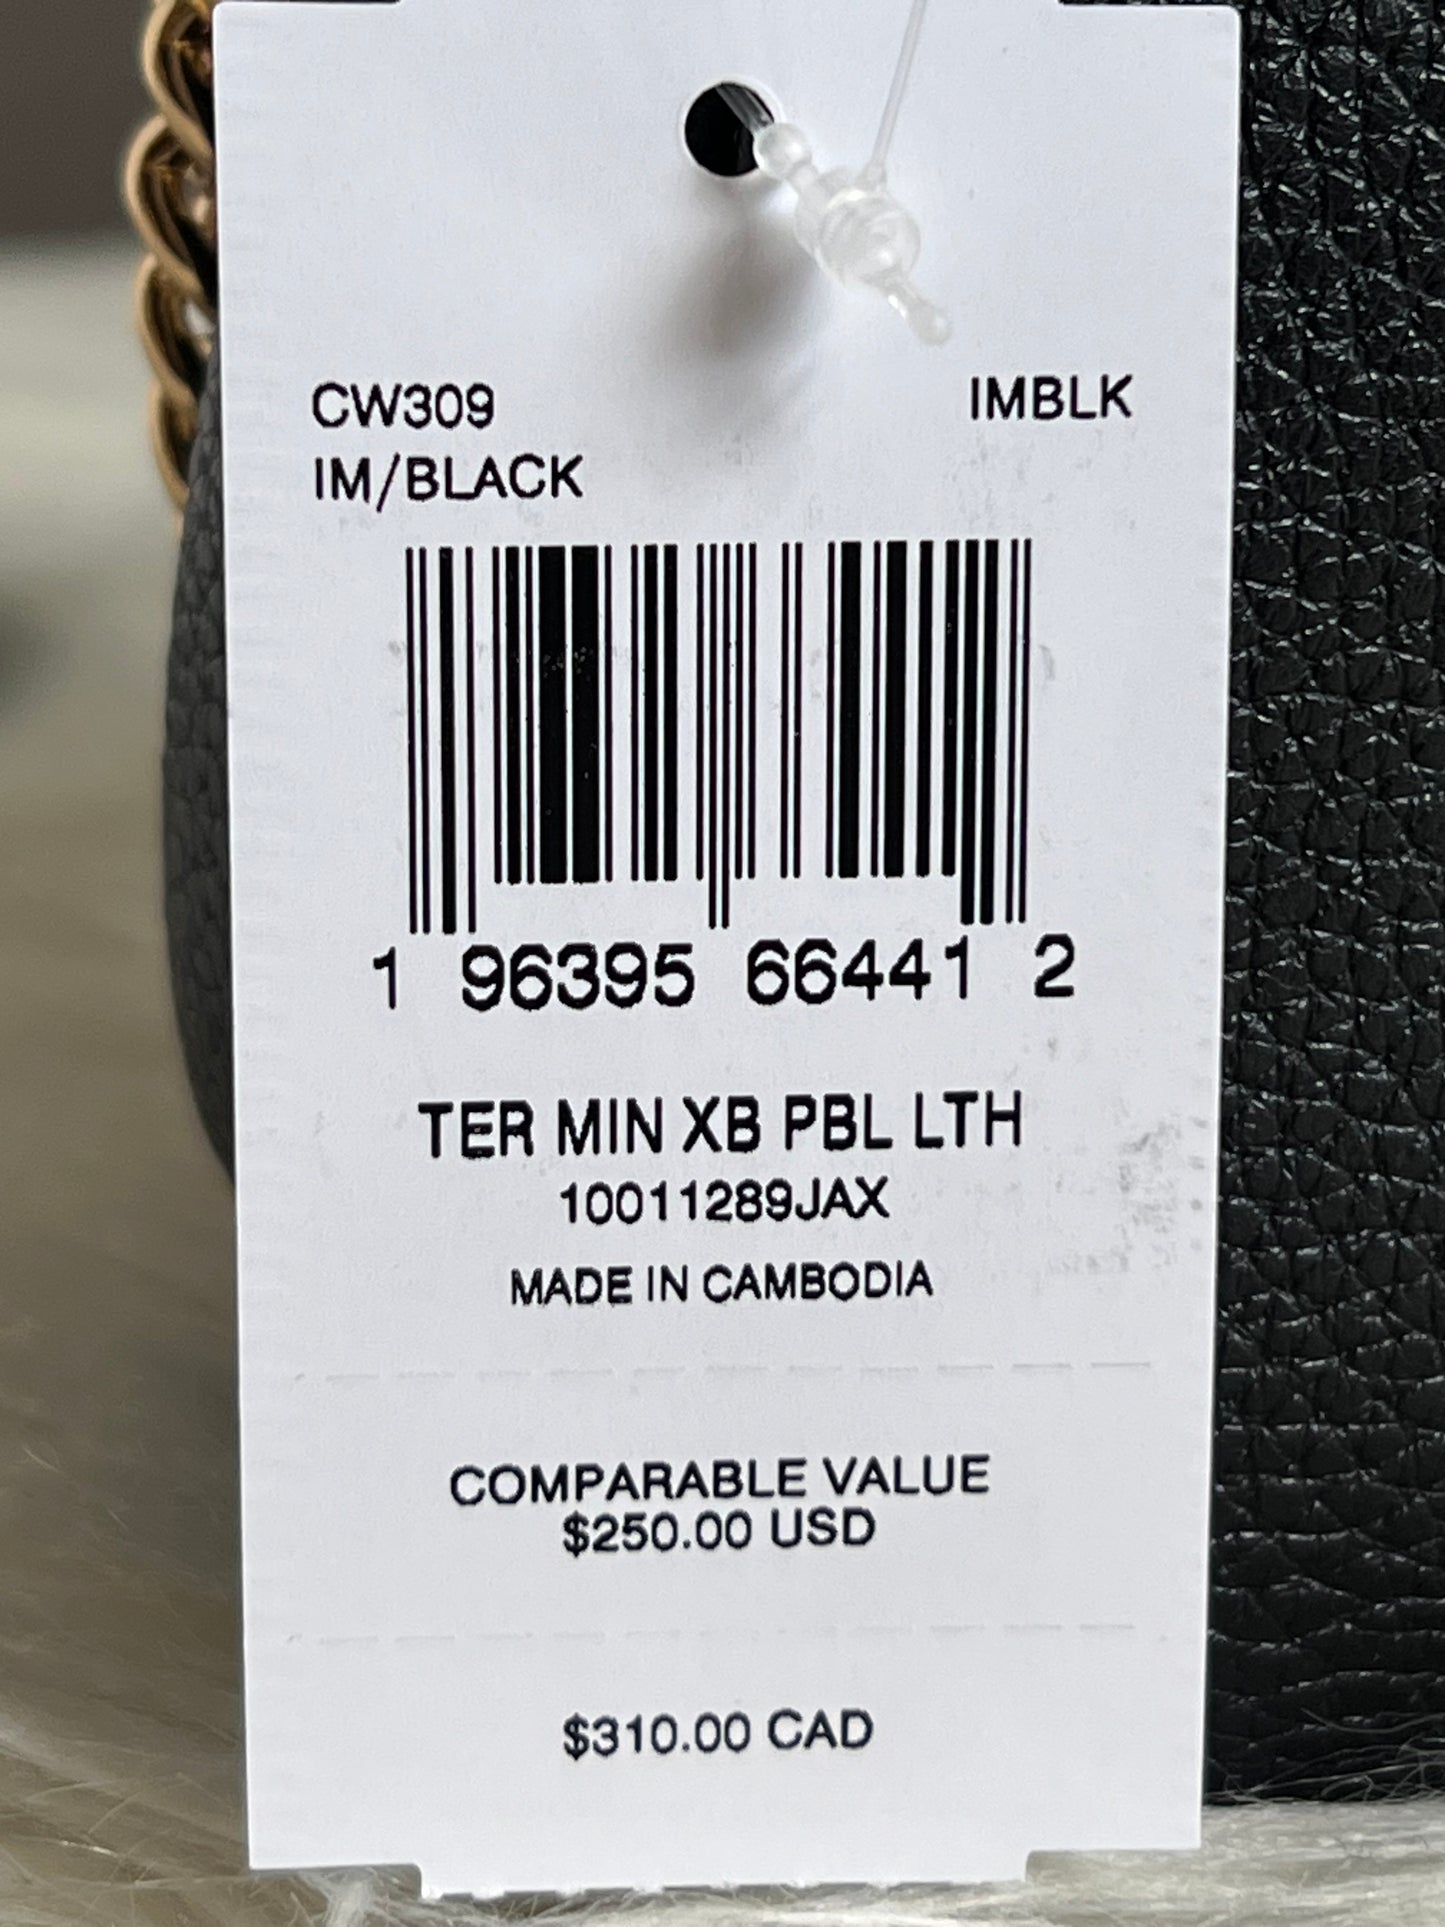 CW309 IMBLK
IM/BLACK
1 96395 66441 2
TER MIN XB PBL LTH
10011289JAX
MADE IN CAMBODIA
COMPARABLE VALUE
$250.00 USD
$310.00 CAD